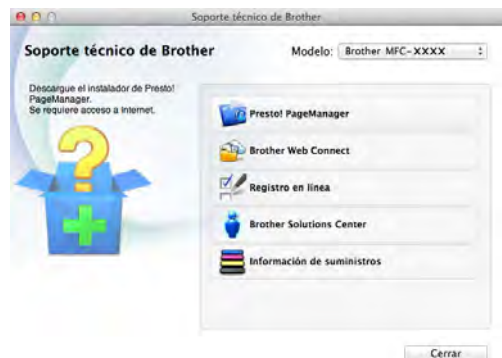 Soporte técnico de Brother
Soporte técnico de Brother
Modelo: Brother MFC-XXXX
Descargue el instalador de Presto!
PageManager.
Se requiere acceso a Internet.
Presto! PageManager
Brother Web Connect
Registro en línea
Brother Solutions Center
Información de suministros
Cerrar